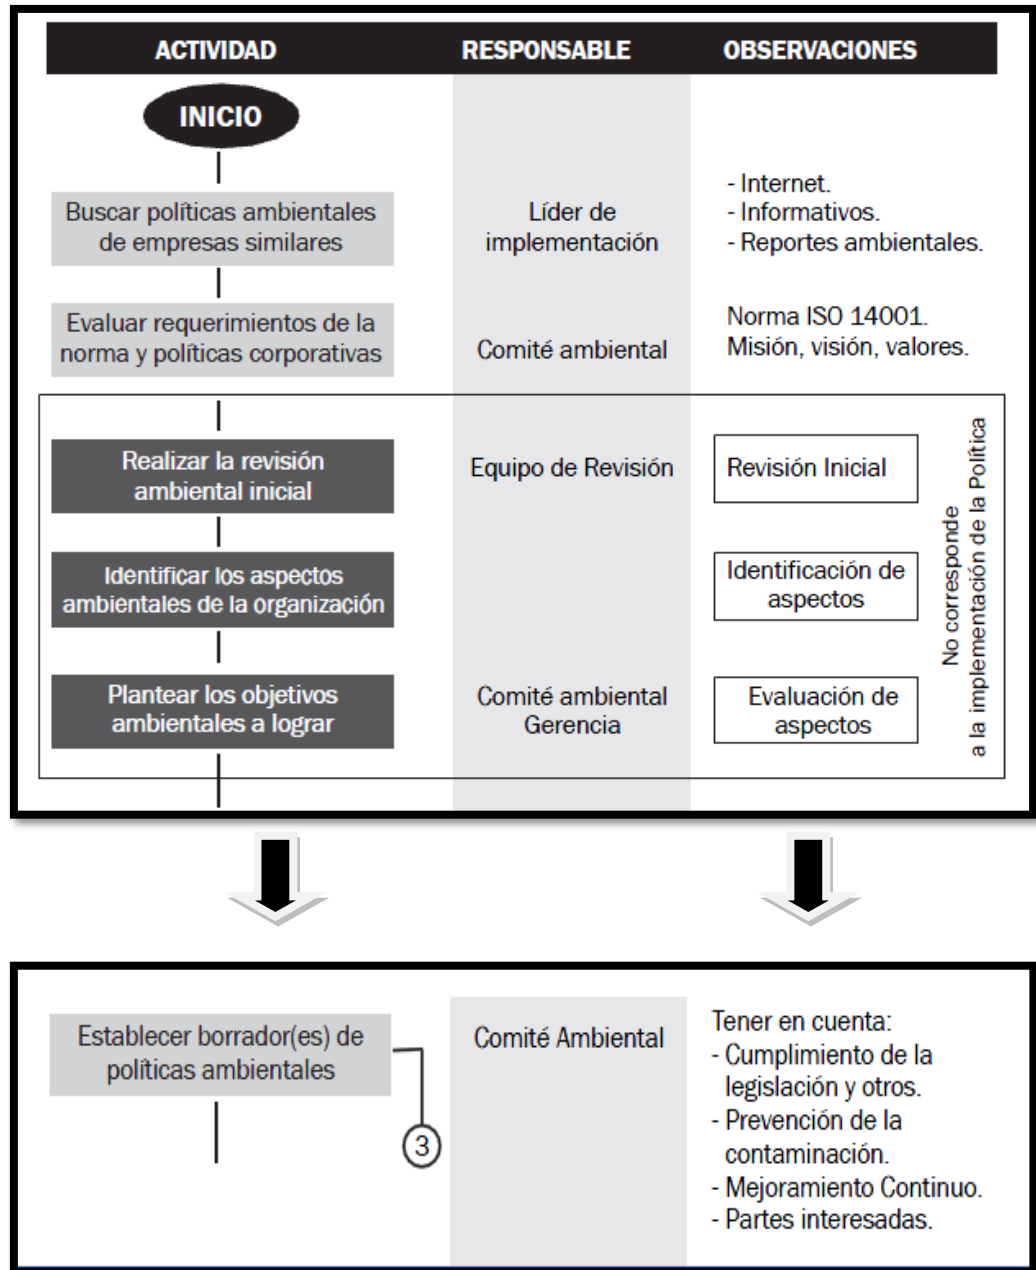 ACTIVIDAD RESPONSABLE OBSERVACIONES
INICIO
Buscar políticas ambientales
de empresas similares
Líder de
implementación
- Internet.
- Informativos.
- Reportes ambientales.
Evaluar requerimientos de la
norma y políticas corporativas
Comité ambiental
Norma ISO 14001.
Misión, visión, valores.
Realizar la revisión
ambiental inicial
Equipo de Revisión
Revisión Inicial
Identificar los aspectos
ambientales de la organización
Identificación de
aspectos
Plantear los objetivos
ambientales a lograr
Comité ambiental
Gerencia
Evaluación de
aspectos
No corresponde
a la implementación de la Política
Establecer borrador(es) de
políticas ambientales
3
Comité Ambiental
Tener en cuenta:
- Cumplimiento de la
legislación y otros.
- Prevención de la
contaminación.
- Mejoramiento Continuo.
- Partes interesadas.